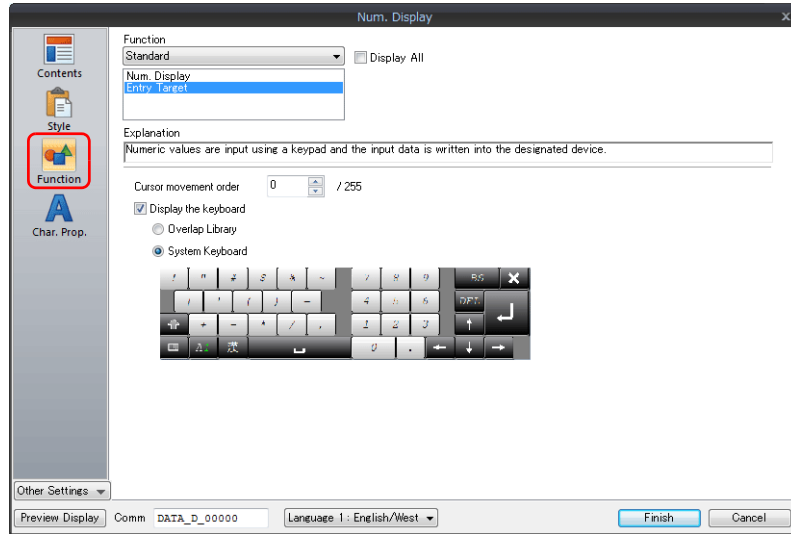 Num. Display
Contents
Style
Function
Char. Prop.
Function
Standard
Display All
Num. Display
Entry Target
Explanation
Numeric values are input using a keypad and the input data is written into the designated device.
Cursor movement order 0 / 255
Display the keyboard
Overlap Library
System Keyboard
! " # $ % ~ 7 8 9 BS
' ( ) 4 5 6 DEL
+ - * / , 1 2 3
漢 0 .
Other Settings
Preview Display Comm DATA_D_00000 Language 1 : English/West Finish Cancel